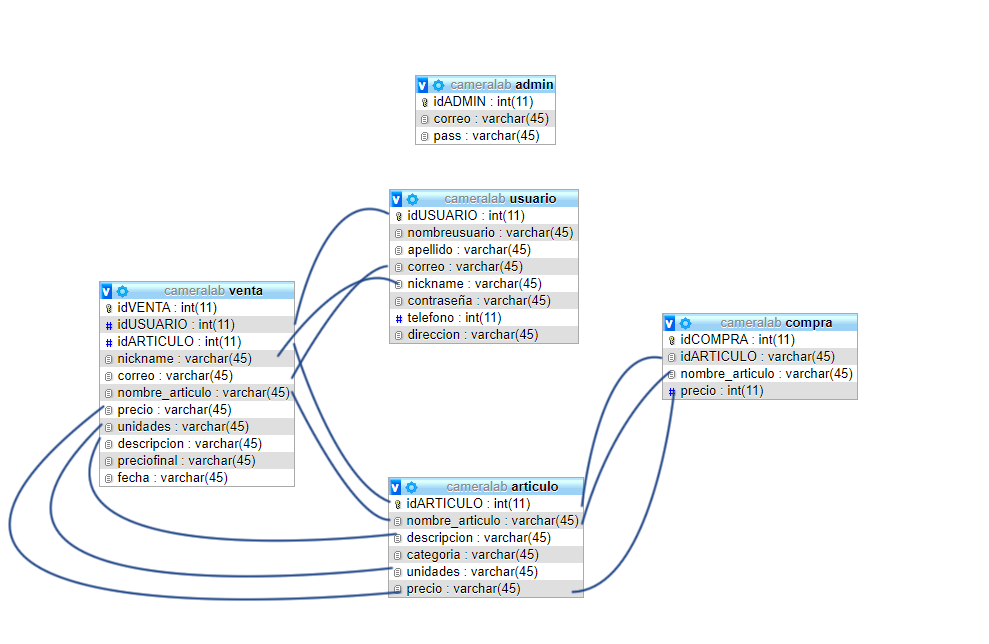 cameralab admin
idADMIN : int(11)
correo : varchar(45)
pass : varchar(45)
cameralab usuario
idUSUARIO : int(11)
nombreusuario : varchar(45)
apellido : varchar(45)
correo : varchar(45)
nickname : varchar(45)
contraseña : varchar(45)
telefono : int(11)
direccion : varchar(45)
cameralab venta
idVENTA : int(11)
idUSUARIO : int(11)
idARTICULO : int(11)
nickname : varchar(45)
correo : varchar(45)
nombre_articulo : varchar(45)
precio : varchar(45)
unidades : varchar(45)
descripcion : varchar(45)
preciofinal : varchar(45)
fecha : varchar(45)
cameralab compra
idCOMPRA : int(11)
idARTICULO : varchar(45)
nombre_articulo : varchar(45)
precio : int(11)
cameralab articulo
idARTICULO : int(11)
nombre_articulo : varchar(45)
descripcion : varchar(45)
categoria : varchar(45)
unidades : varchar(45)
precio : varchar(45)